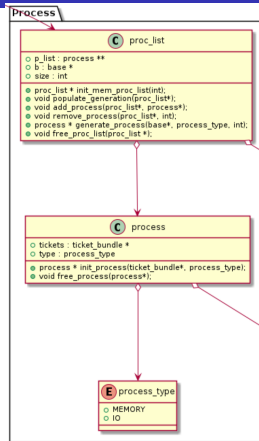 Process
C proc_list
p_list : process **
b : base *
size : int
proc_list * init_mem_proc_list(int);
void populate_generation(proc_list*);
void add_process(proc_list*, process*);
void remove_process(proc_list*, int);
process * generate_process(base*, process_type, int);
void free_proc_list(proc_list *);
C process
tickets : ticket_bundle *
type : process_type
process * init_process(ticket_bundle*, process_type);
void free_process(process*);
E process_type
MEMORY
IO